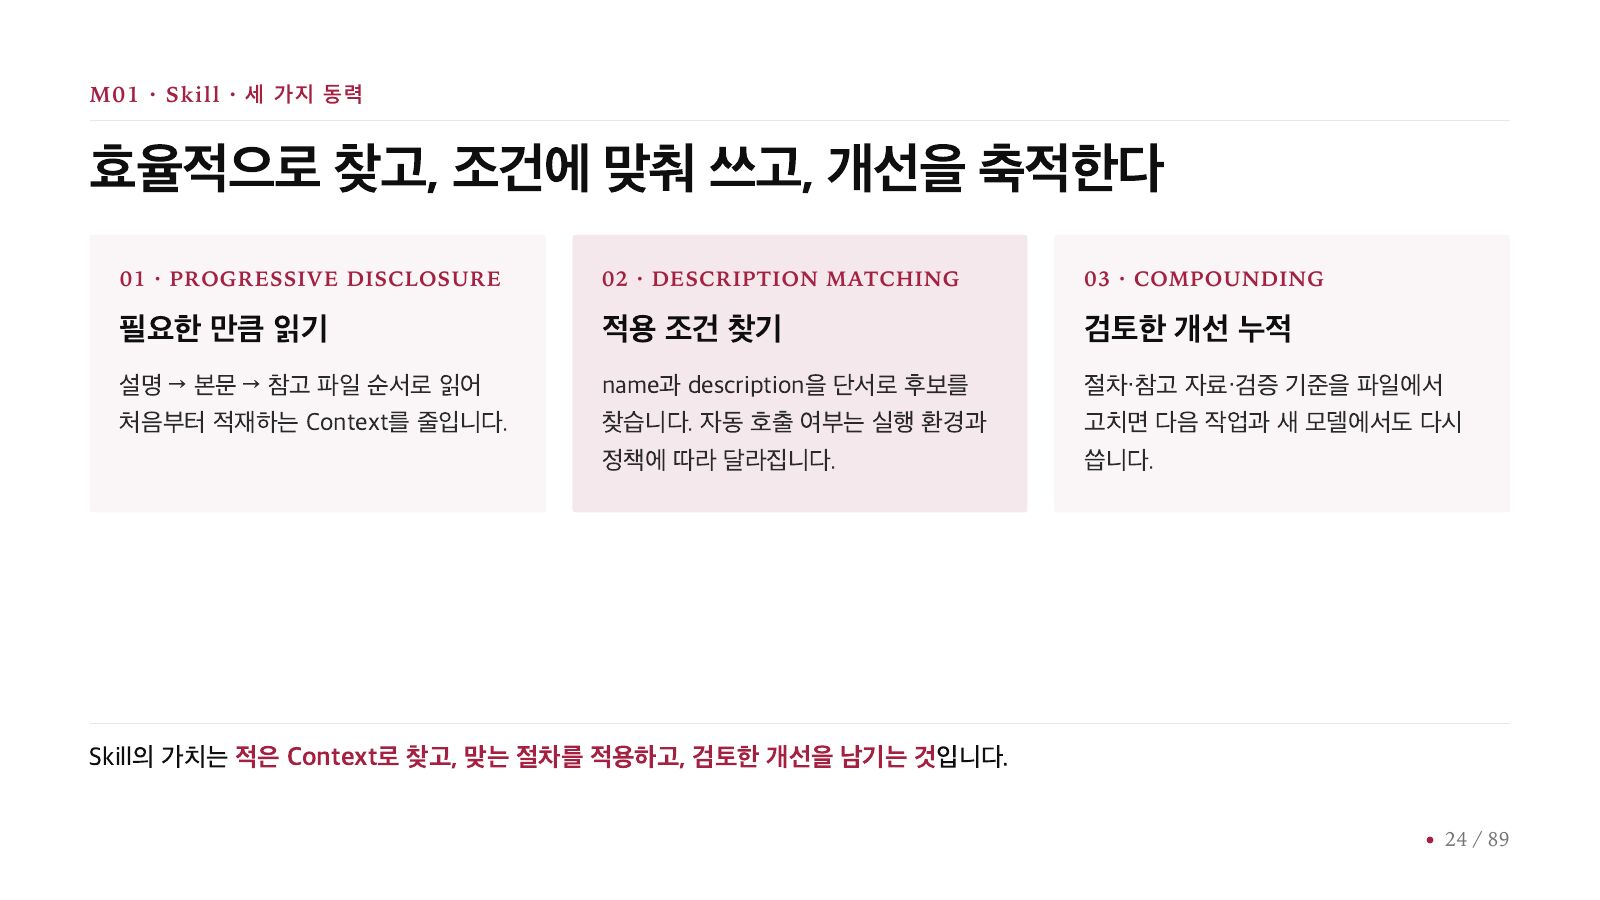 M01 · Skill · 세 가지 동력
효율적으로 찾고, 조건에 맞춰 쓰고, 개선을 축적한다
01 · PROGRESSIVE DISCLOSURE
필요한 만큼 읽기
설명 → 본문 → 참고 파일 순서로 읽어
처음부터 적재하는 Context를 줄입니다.
02 · DESCRIPTION MATCHING
적용 조건 찾기
name과 description을 단서로 후보를
찾습니다. 자동 호출 여부는 실행 환경과
정책에 따라 달라집니다.
03 · COMPOUNDING
검토한 개선 누적
절차·참고 자료·검증 기준을 파일에서
고치면 다음 작업과 새 모델에서도 다시
씁니다.
Skill의 가치는 적은 Context로 찾고, 맞는 절차를 적용하고, 검토한 개선을 남기는 것입니다.
• 24 / 89